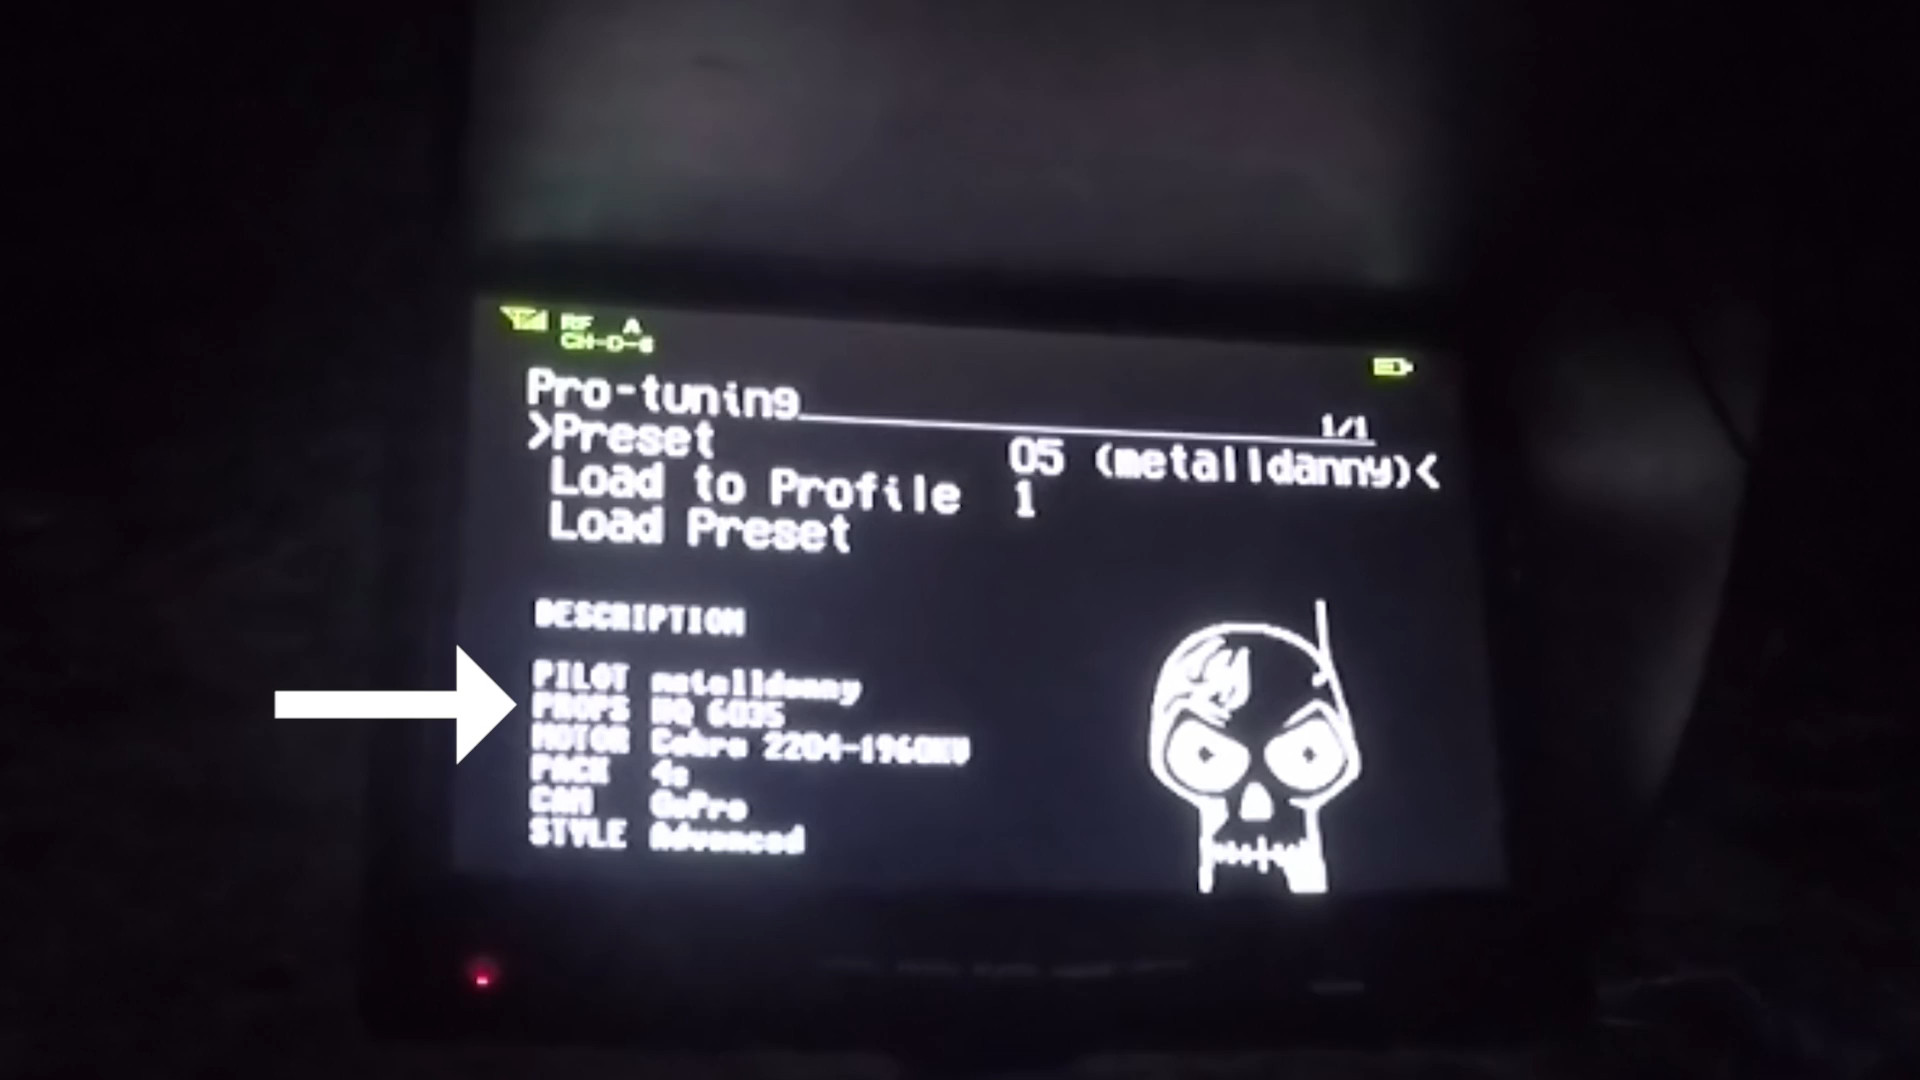 RF A
CH-D-6
Pro-tuning 1/1
>Preset 05 (metalldanny)<
Load to Profile 1
Load Preset
DESCRIPTION
PILOT metalldanny
PROPS HQ 6035
MOTOR Cobra 2204-1960KV
PACK 4s
CAM GoPro
STYLE Advanced